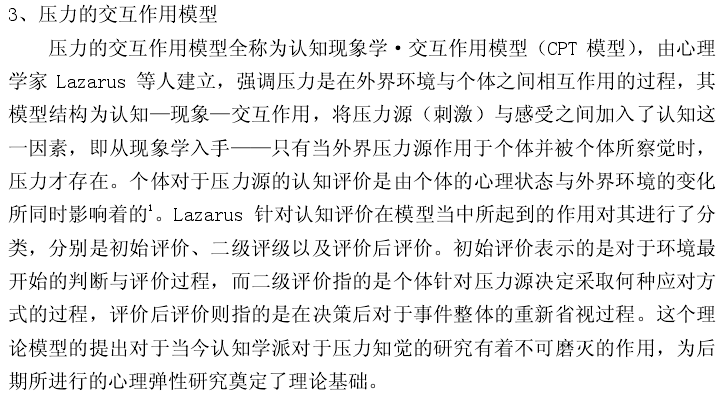 3、压力的交互作用模型
压力的交互作用模型全称为认知现象学·交互作用模型（CPT 模型），由心理
学家 Lazarus 等人建立，强调压力是在外界环境与个体之间相互作用的过程，其
模型结构为认知—现象—交互作用，将压力源（刺激）与感受之间加入了认知这
一因素，即从现象学入手——只有当外界压力源作用于个体并被个体所察觉时，
压力才存在。个体对于压力源的认知评价是由个体的心理状态与外界环境的变化
所同时影响着的¹。Lazarus 针对认知评价在模型当中所起到的作用对其进行了分
类，分别是初始评价、二级评级以及评价后评价。初始评价表示的是对于环境最
开始的判断与评价过程，而二级评价指的是个体针对压力源决定采取何种应对方
式的过程，评价后评价则指的是在决策后对于事件整体的重新省视过程。这个理
论模型的提出对于当今认知学派对于压力知觉的研究有着不可磨灭的作用，为后
期所进行的心理弹性研究奠定了理论基础。